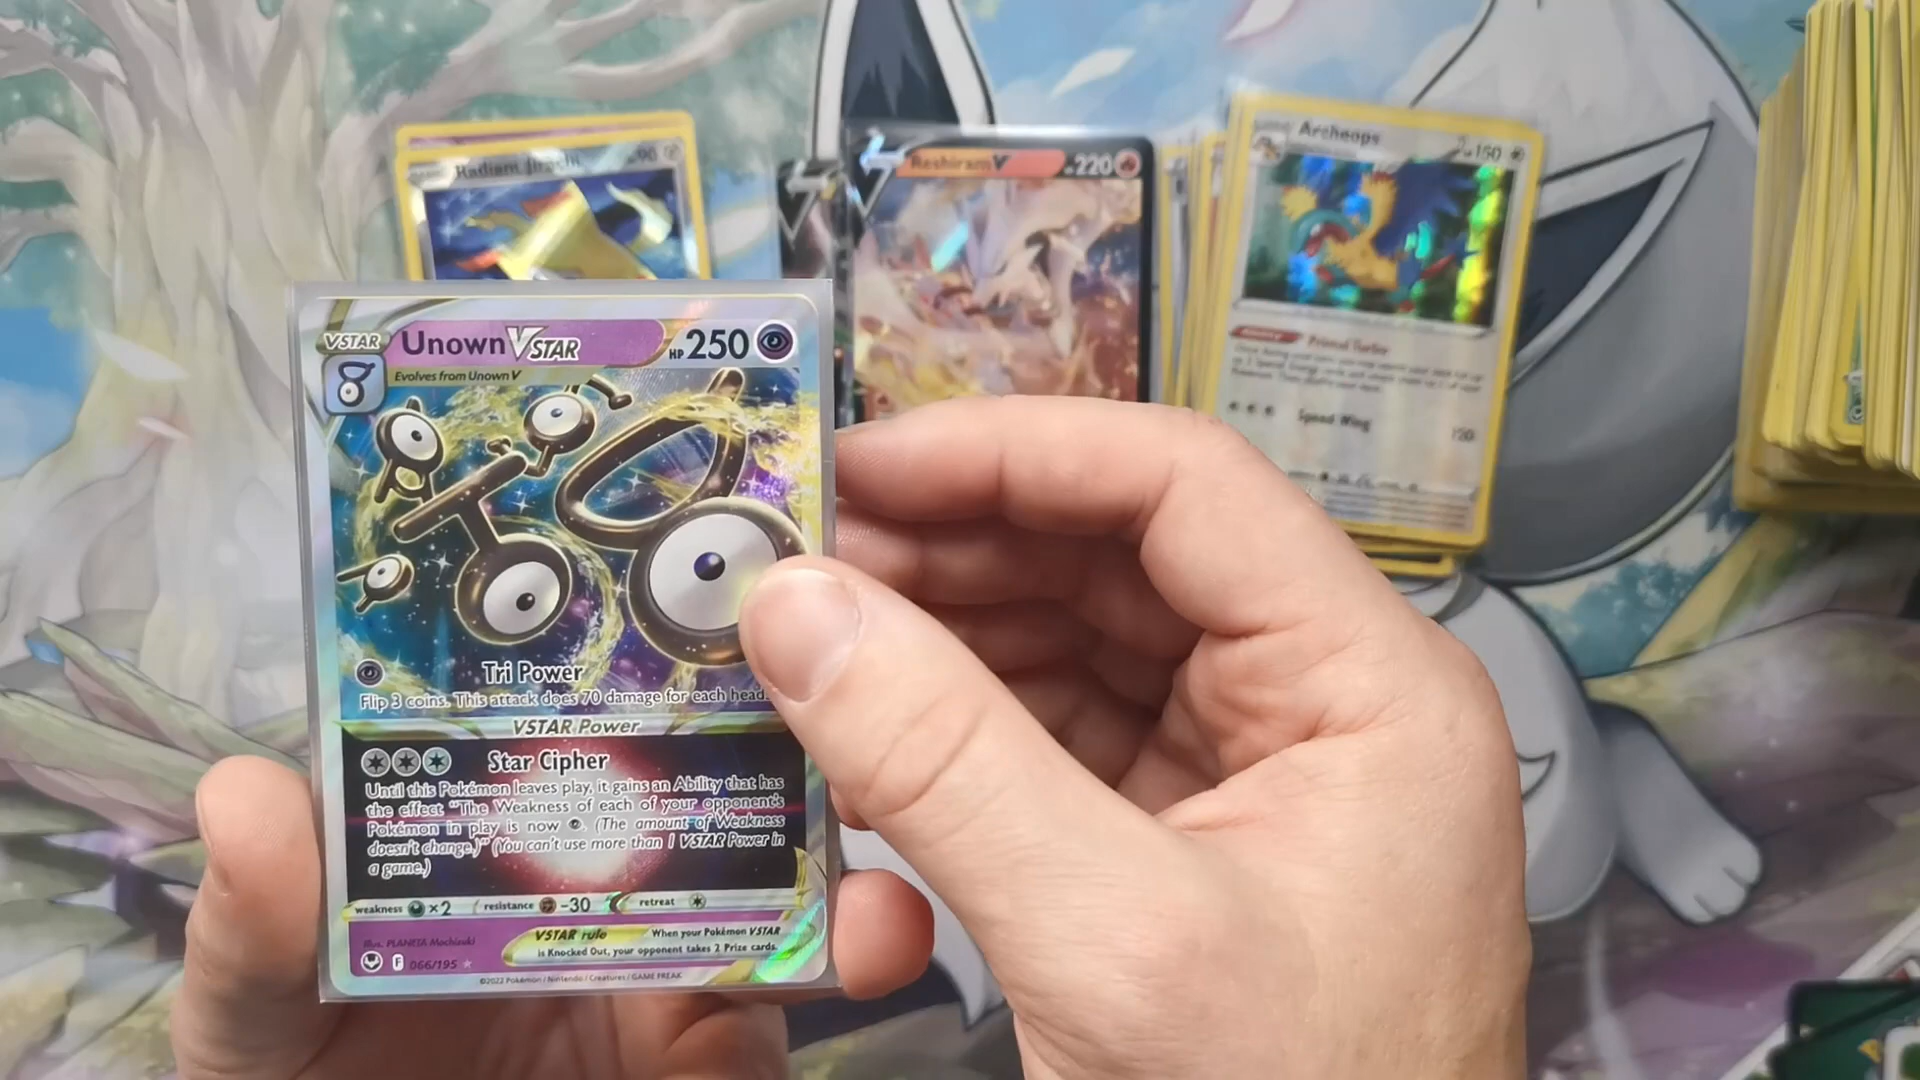 Radiant Jirachi 90
Reshiram V 220
Archeops 150
Primal Turbo
Speed Wing 120
VSTAR Unown VSTAR HP 250
Evolves from Unown V
Tri Power
Flip 3 coins. This attack does 70 damage for each head
VSTAR Power
Star Cipher
Until this Pokémon leaves play, it gains an Ability that has
the effect "The Weakness of each of your opponent's
Pokémon in play is now . (The amount of Weakness
doesn't change.)" (You can't use more than 1 VSTAR Power in
a game.)
weakness ×2 resistance -30 retreat
VSTAR rule When your Pokémon VSTAR
is Knocked Out, your opponent takes 2 Prize cards.
Illus. PLANETA Mochizuki
F 066/195
©2022 Pokémon / Nintendo / Creatures / GAME FREAK